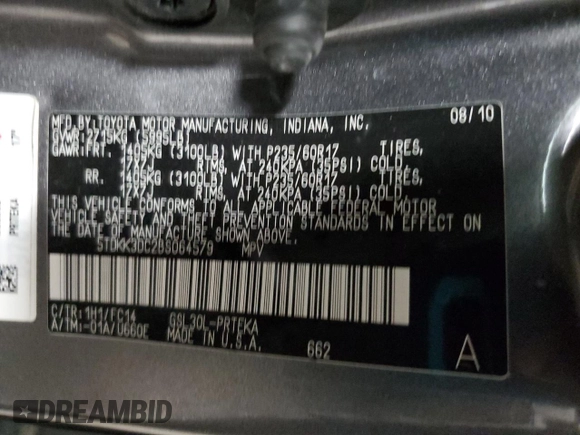 MFD.BY:TOYOTA MOTOR MANUFACTURING, INDIANA, INC. 08/10
GVWR:2715KG (5985LB)
GAWR:FRT. 1405KG (3100LB) WITH P235/60R17 TIRES,
17X7J RIMS, AT 240KPA (35PSI) COLD
RR. 1405KG (3100LB) WITH P235/60R17 TIRES,
17X7J RIMS, AT 240KPA (35PSI) COLD
THIS VEHICLE CONFORMS TO ALL APPLICABLE FEDERAL MOTOR
VEHICLE SAFETY AND THEFT PREVENTION STANDARDS IN EFFECT ON
THE DATE OF MANUFACTURE SHOWN ABOVE.
5TDKK3DC2BS064579 MPV
C/TR:1H1/FC14 GSL30L-PRTEKA
A/TM:-01A/U660E MADE IN U.S.A. 662
A
PRTEKA
DREAMBID